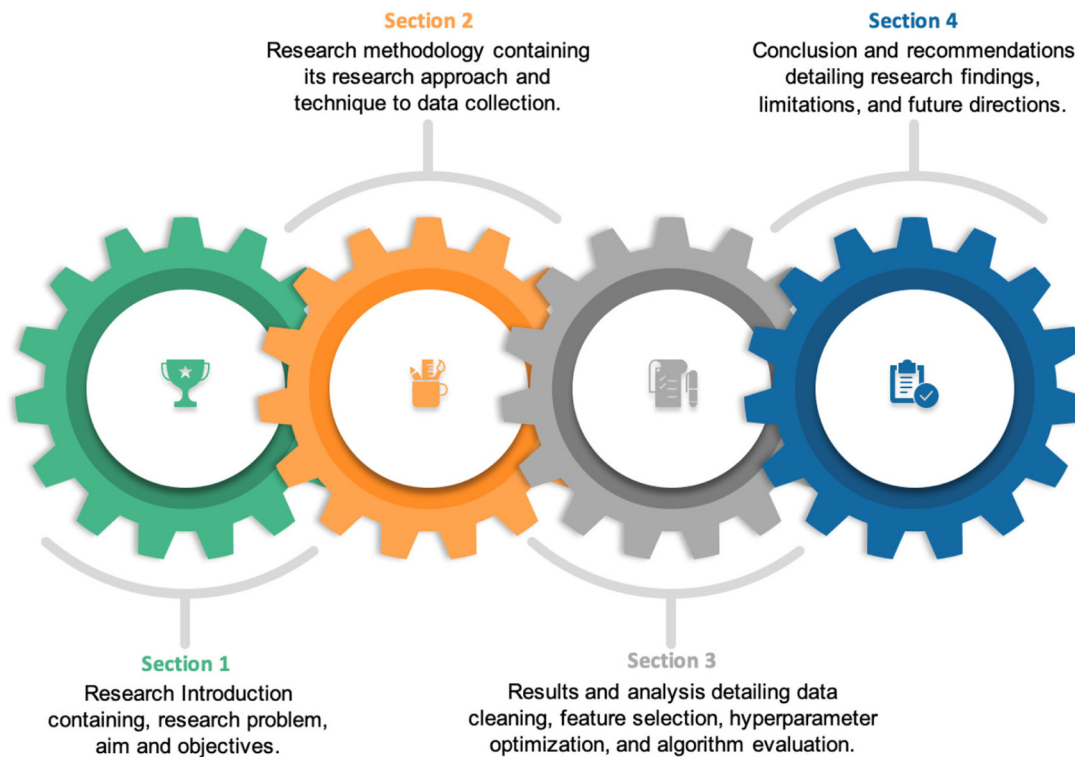 Section 2
Research methodology containing
its research approach and
technique to data collection.
Section 4
Conclusion and recommendations
detailing research findings,
limitations, and future directions.
Section 1
Research Introduction
containing, research problem,
aim and objectives.
Section 3
Results and analysis detailing data
cleaning, feature selection, hyperparameter
optimization, and algorithm evaluation.